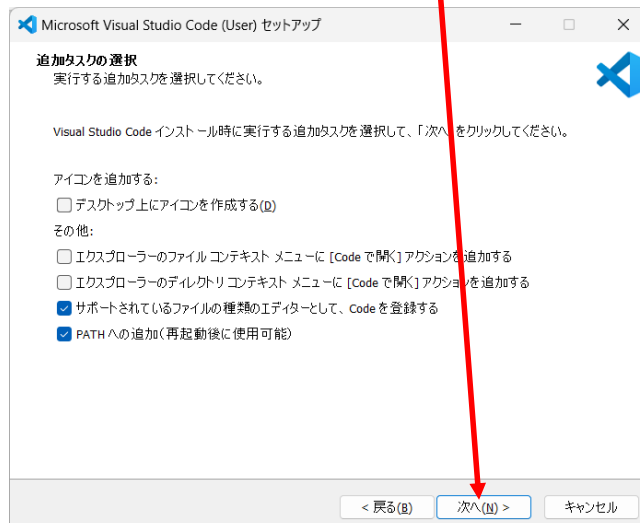 Microsoft Visual Studio Code (User) セットアップ
追加タスクの選択
実行する追加タスクを選択してください。
Visual Studio Code インストール時に実行する追加タスクを選択して、「次へ」をクリックしてください。
アイコンを追加する:
デスクトップ上にアイコンを作成する(D)
その他:
エクスプローラーのファイル コンテキスト メニューに [Code で開く] アクションを追加する
エクスプローラーのディレクトリ コンテキスト メニューに [Code で開く] アクションを追加する
サポートされているファイルの種類のエディターとして、Code を登録する
PATH への追加(再起動後に使用可能)
< 戻る(B) 次へ(N) > キャンセル